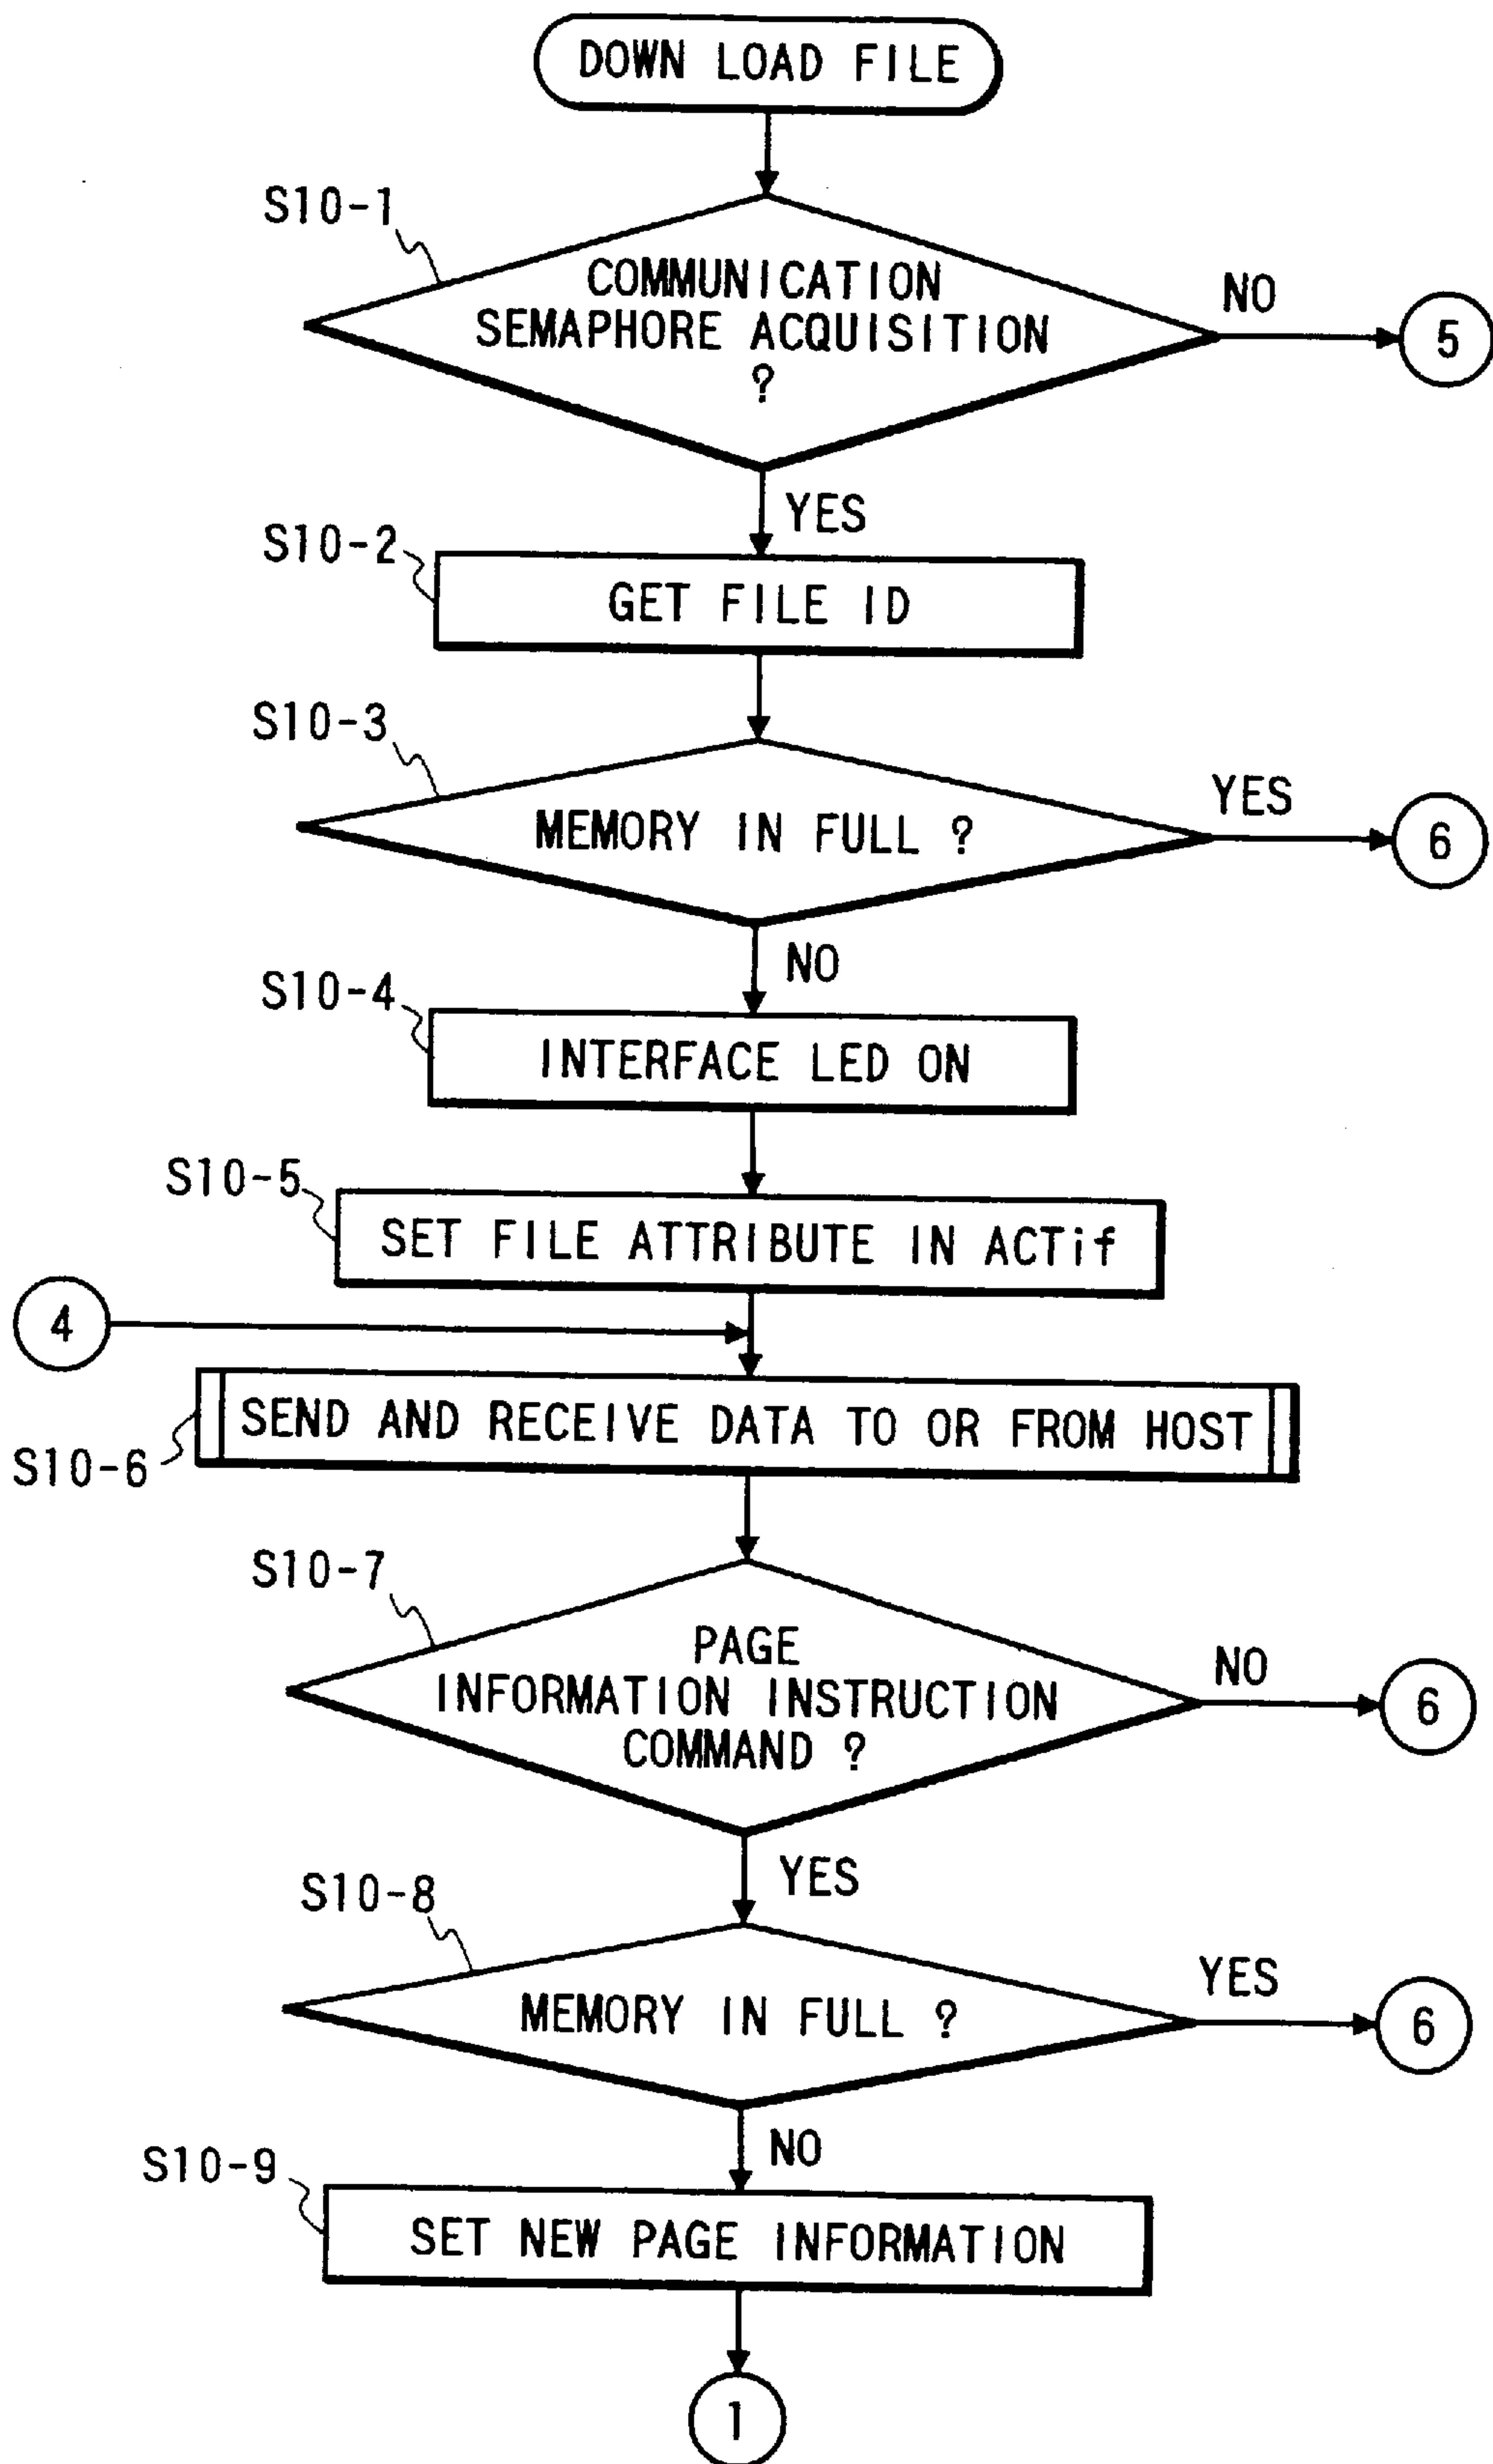 DOWN LOAD FILE
S10-1
COMMUNICATION
SEMAPHORE ACQUISITION
?
NO
5
YES
S10-2
GET FILE ID
S10-3
MEMORY IN FULL ?
YES
6
NO
S10-4
INTERFACE LED ON
S10-5
SET FILE ATTRIBUTE IN ACTif
4
SEND AND RECEIVE DATA TO OR FROM HOST
S10-6
S10-7
PAGE
INFORMATION INSTRUCTION
COMMAND ?
NO
6
YES
S10-8
MEMORY IN FULL ?
YES
6
NO
S10-9
SET NEW PAGE INFORMATION
1